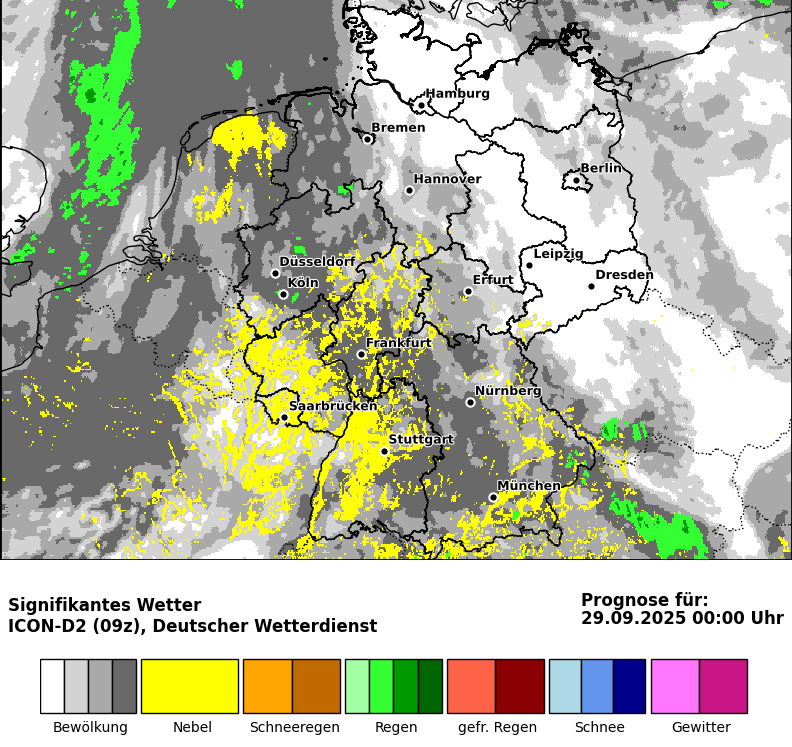 Hamburg
Bremen
Hannover
Berlin
Düsseldorf
Köln
Leipzig
Erfurt
Dresden
Frankfurt
Nürnberg
Saarbrücken
Stuttgart
München
Signifikantes Wetter
ICON-D2 (09z), Deutscher Wetterdienst
Prognose für:
29.09.2025 00:00 Uhr
Bewölkung Nebel Schneeregen Regen gefr. Regen Schnee Gewitter